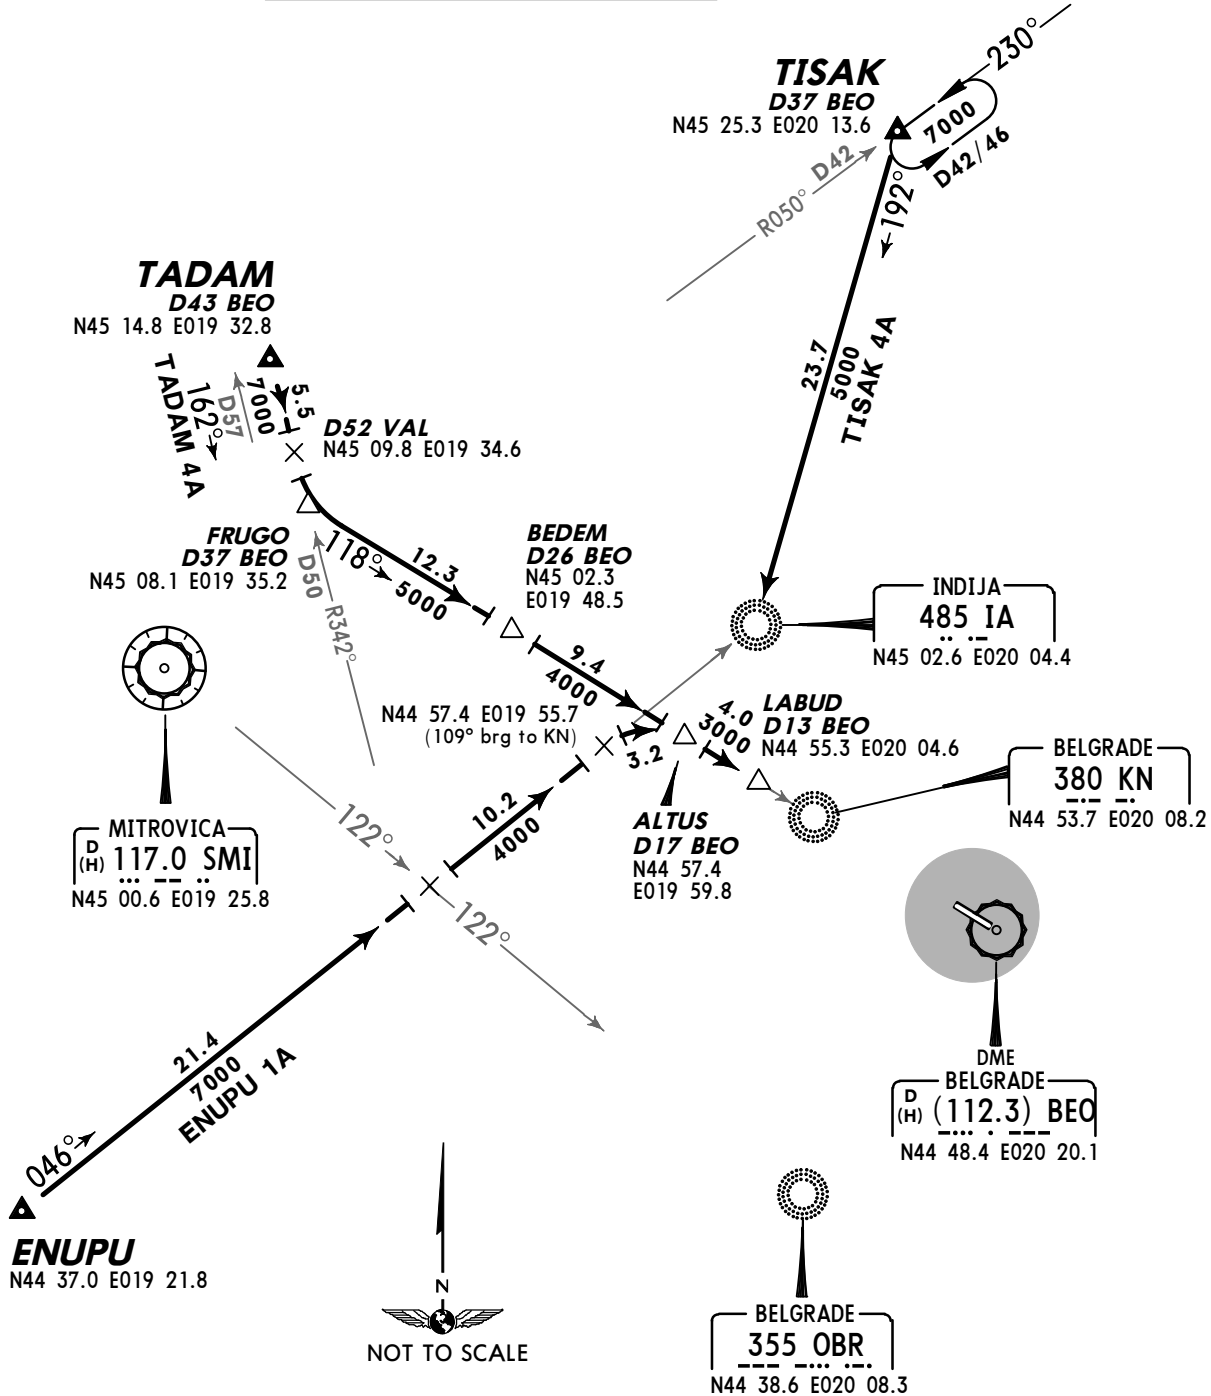 230°
TISAK
D37 BEO
N45 25.3 E020 13.6
7000
D42/46
R050° D42
192°
23.7
5000
TISAK 4A
TADAM
D43 BEO
N45 14.8 E019 32.8
TADAM 4A
162°
D57
7000
5.5
D52 VAL
N45 09.8 E019 34.6
FRUGO
D37 BEO
N45 08.1 E019 35.2
D50 R342°
118°
12.3
5000
BEDEM
D26 BEO
N45 02.3
E019 48.5
INDIJA
485 IA
N45 02.6 E020 04.4
9.4
4000
N44 57.4 E019 55.7
(109° brg to KN)
3.2
4.0
3000
LABUD
D13 BEO
N44 55.3 E020 04.6
BELGRADE
380 KN
N44 53.7 E020 08.2
ALTUS
D17 BEO
N44 57.4
E019 59.8
MITROVICA
D
(H) 117.0 SMI
N45 00.6 E019 25.8
122°
10.2
4000
122°
21.4
7000
ENUPU 1A
046°
ENUPU
N44 37.0 E019 21.8
DME
BELGRADE
D
(H) (112.3) BEO
N44 48.4 E020 20.1
N
NOT TO SCALE
BELGRADE
355 OBR
N44 38.6 E020 08.3